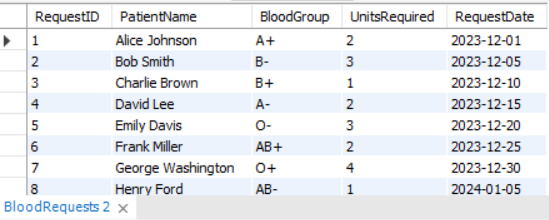 RequestID PatientName BloodGroup UnitsRequired RequestDate
1 Alice Johnson A+ 2 2023-12-01
2 Bob Smith B- 3 2023-12-05
3 Charlie Brown B+ 1 2023-12-10
4 David Lee A- 2 2023-12-15
5 Emily Davis O- 3 2023-12-20
6 Frank Miller AB+ 2 2023-12-25
7 George Washington O+ 4 2023-12-30
8 Henry Ford AB- 1 2024-01-05
BloodRequests 2 ×